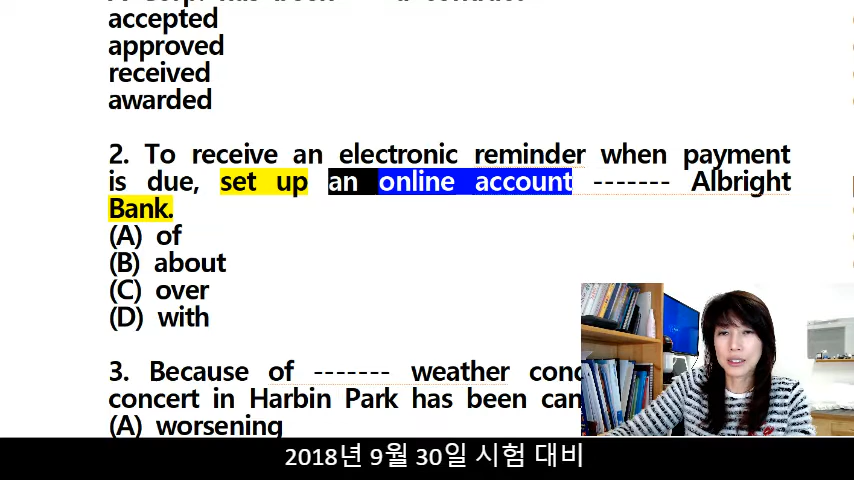 accepted
approved
received
awarded
2. To receive an electronic reminder when payment
is due, set up an online account ------- Albright
Bank.
(A) of
(B) about
(C) over
(D) with
3. Because of ------- weather
concert in Harbin Park has been
(A) worsening
2018년 9월 30일 시험 대비